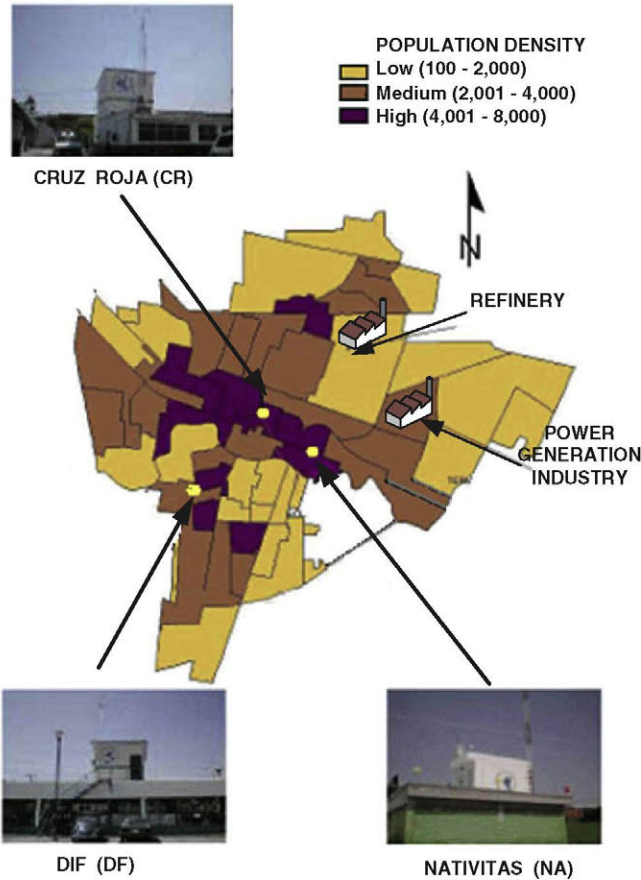 POPULATION DENSITY
Low (100 - 2,000)
Medium (2,001 - 4,000)
High (4,001 - 8,000)
CRUZ ROJA (CR)
N
REFINERY
POWER
GENERATION
INDUSTRY
DIF (DF)
NATIVITAS (NA)